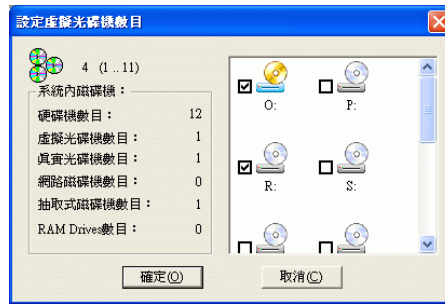 設定虛擬光碟機數目
4 (1 .. 11)
系統內磁碟機：
硬碟機數目： 12
虛擬光碟機數目： 1
真實光碟機數目： 1
網路磁碟機數目： 0
抽取式磁碟機數目： 1
RAM Drives數目： 0
O: P:
R: S:
確定(O) 取消(C)